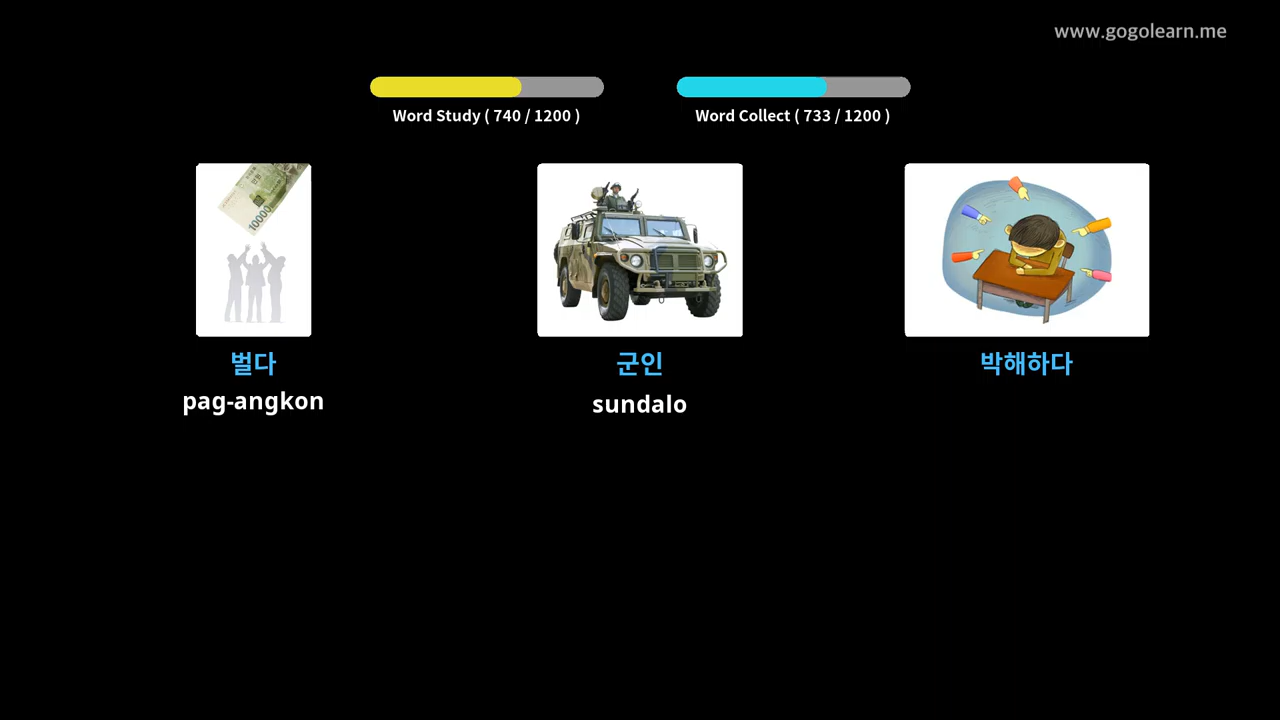 www.gogolearn.me
Word Study ( 740 / 1200 )
Word Collect ( 733 / 1200 )
10000
벌다
군인
박해하다
pag-angkon
sundalo